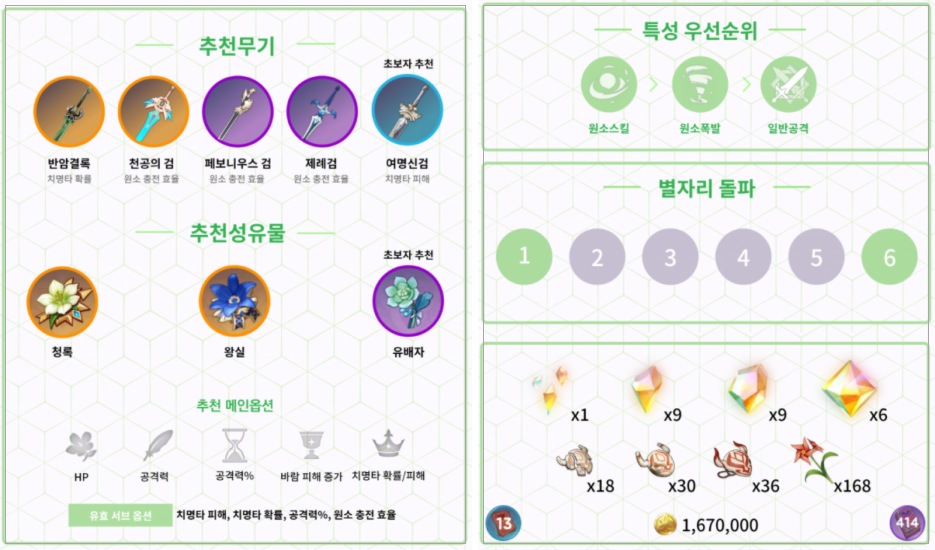 추천무기
초보자 추천
반암결록 천공의 검 페보니우스 검 제례검 여명신검
치명타 확률 원소 충전 효율 원소 충전 효율 원소 충전 효율 치명타 피해
추천성유물
초보자 추천
청록 왕실 유배자
추천 메인옵션
HP 공격력 공격력% 바람 피해 증가 치명타 확률/피해
유효 서브 옵션 치명타 피해, 치명타 확률, 공격력%, 원소 충전 효율
특성 우선순위
원소스킬 원소폭발 일반공격
별자리 돌파
1 2 3 4 5 6
x1 x9 x9 x6
x18 x30 x36 x168
13 1,670,000 414